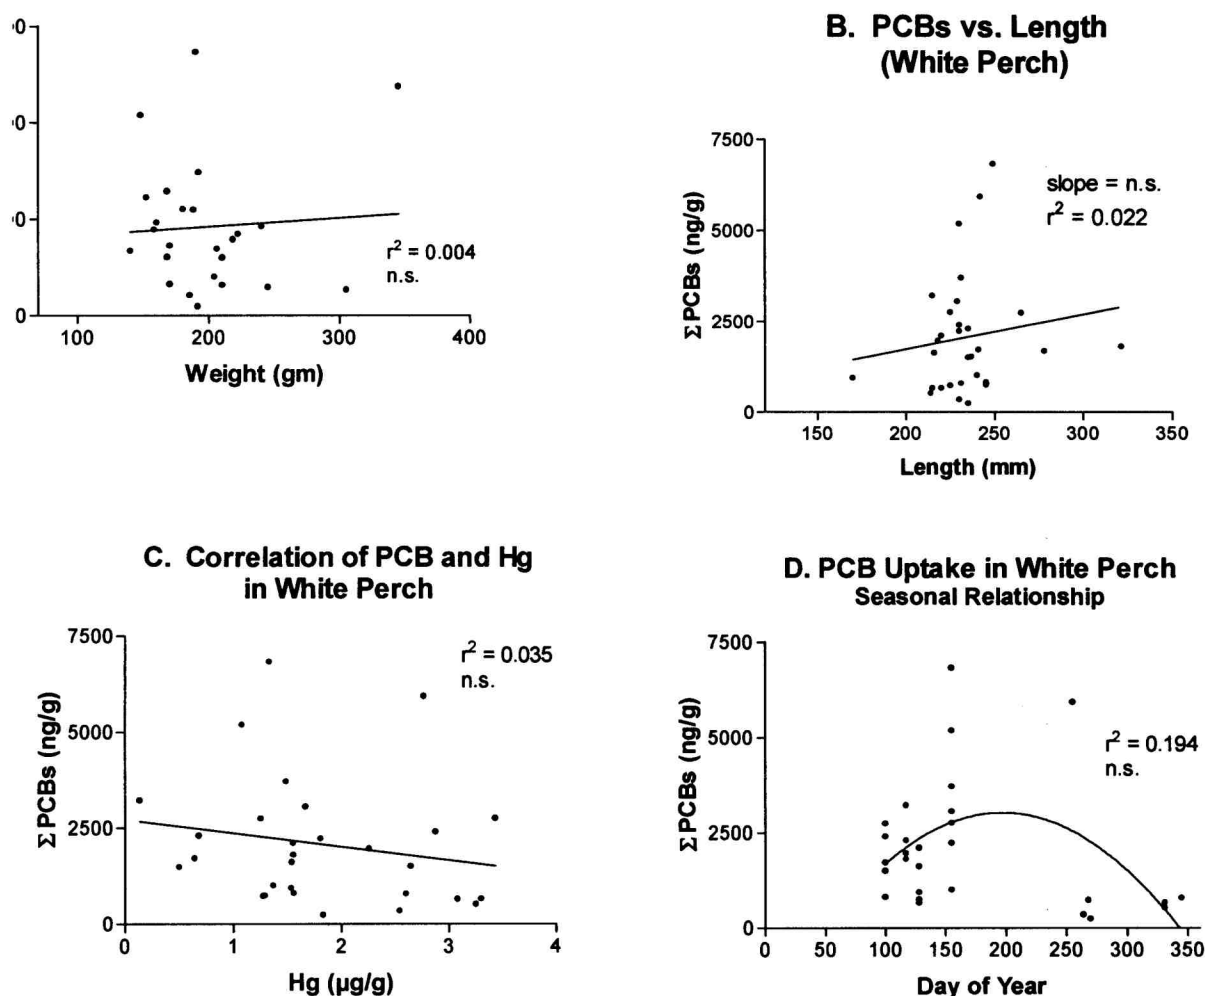 )0
)0
)0
0
100
200
300
400
r² = 0.004
n.s.
Weight (gm)
B. PCBs vs. Length
(White Perch)
7500
5000
2500
0
ΣPCBs (ng/g)
slope = n.s.
r² = 0.022
150
200
250
300
350
Length (mm)
C. Correlation of PCB and Hg
in White Perch
7500
5000
2500
0
ΣPCBs (ng/g)
r² = 0.035
n.s.
0
1
2
3
4
Hg (µg/g)
D. PCB Uptake in White Perch
Seasonal Relationship
7500
5000
2500
0
ΣPCBs (ng/g)
r² = 0.194
n.s.
0
50
100
150
200
250
300
350
Day of Year